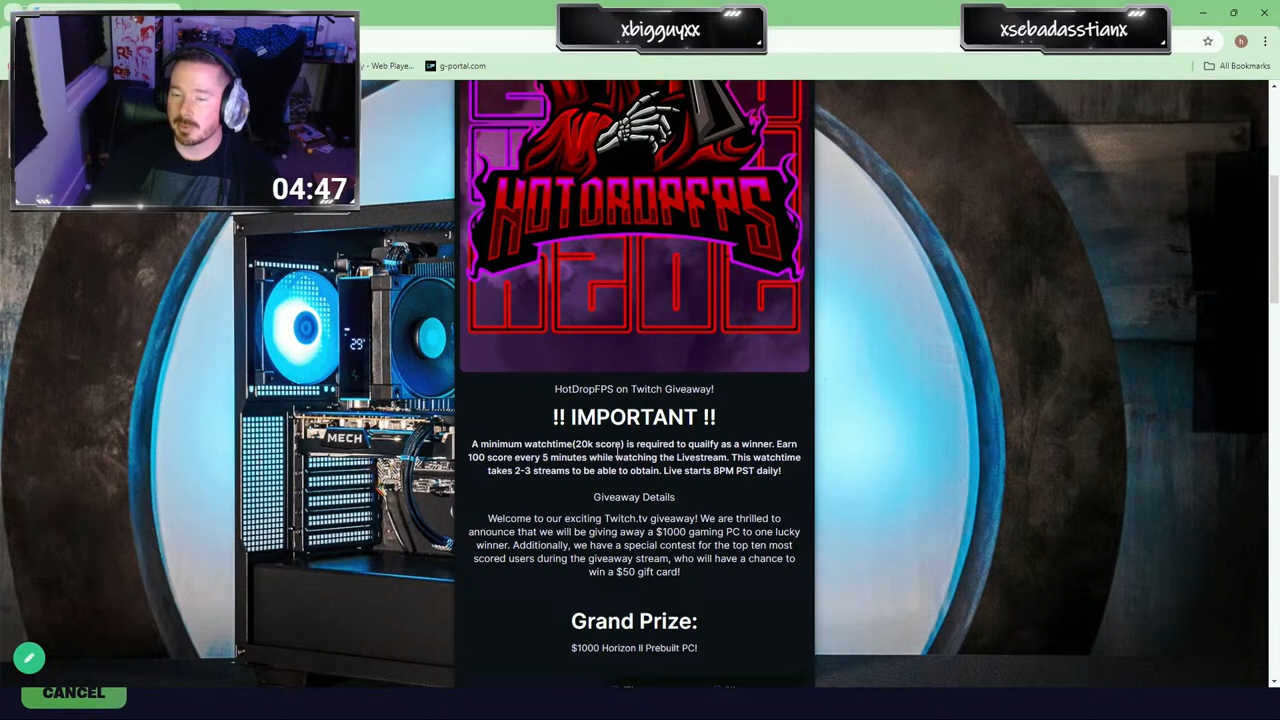 xbigguyxx
xsebadasstianx
- Web Playe...
g-portal.com
All Bookmarks
04:47
HOTDROPFPS
29
MECH
HotDropFPS on Twitch Giveaway!
!! IMPORTANT !!
A minimum watchtime(20k score) is required to quailfy as a winner. Earn
100 score every 5 minutes while watching the Livestream. This watchtime
takes 2-3 streams to be able to obtain. Live starts 8PM PST daily!
Giveaway Details
Welcome to our exciting Twitch.tv giveaway! We are thrilled to
announce that we will be giving away a $1000 gaming PC to one lucky
winner. Additionally, we have a special contest for the top ten most
scored users during the giveaway stream, who will have a chance to
win a $50 gift card!
Grand Prize:
$1000 Horizon II Prebuilt PC!
CANCEL